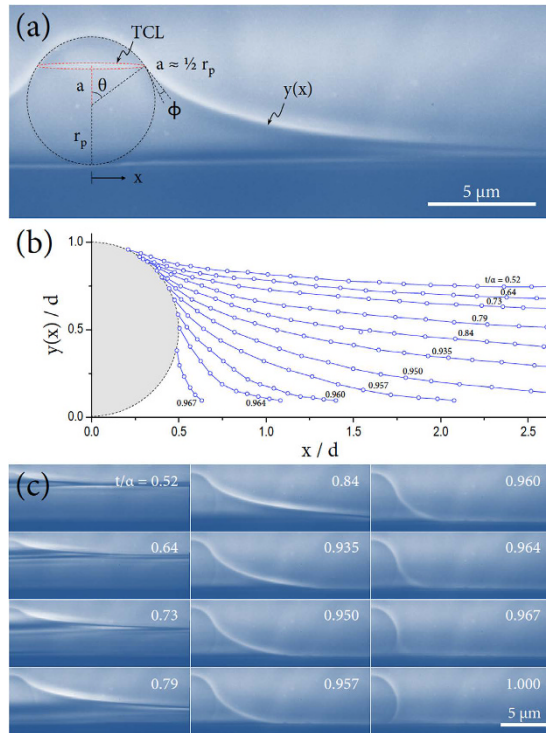 (a)
TCL
a ≈ ½ rₚ
a
θ
ϕ
y(x)
rₚ
x
5 μm
(b)
y(x) / d
1.0
0.5
0.0
t/α = 0.52
0.64
0.73
0.79
0.84
0.935
0.950
0.957
0.960
0.964
0.967
0.0 0.5 1.0 1.5 2.0 2.5
x / d
(c)
t/α = 0.52 0.84 0.960
0.64 0.935 0.964
0.73 0.950 0.967
0.79 0.957 1.000
5 μm